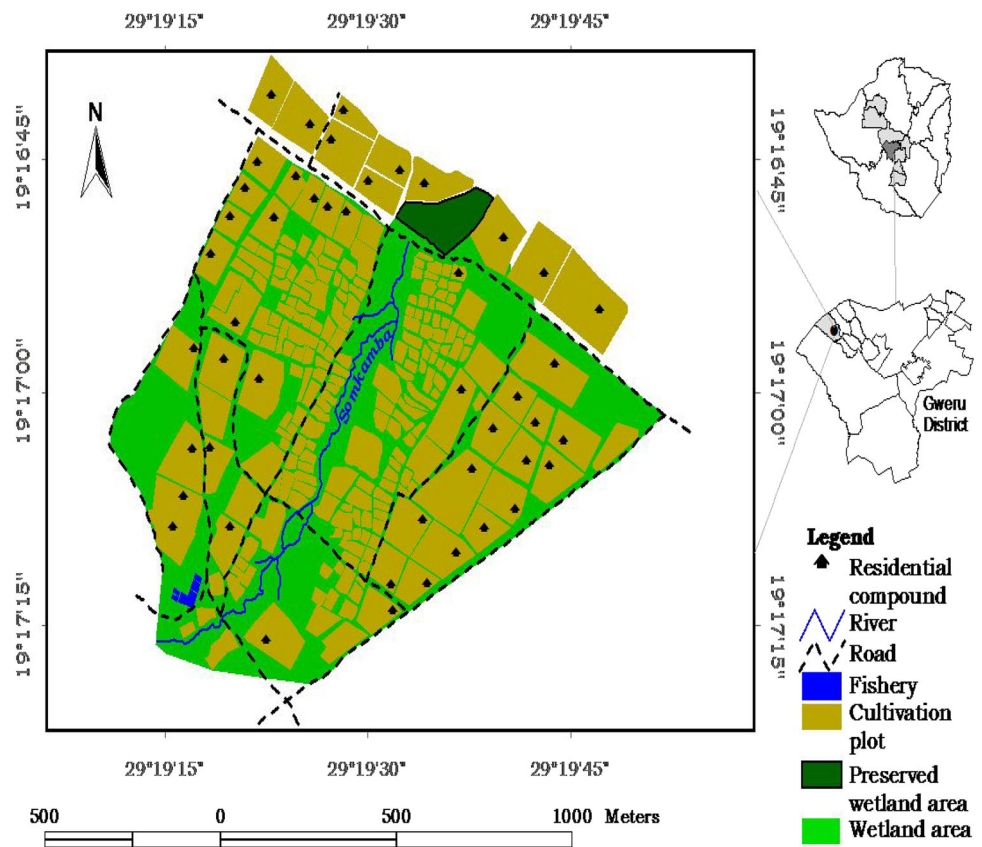 29°19'15" 29°19'30" 29°19'45"
N
19°16'45"
19°17'00"
19°17'15"
Somkamba
19°16'45"
19°17'00"
19°17'15"
29°19'15" 29°19'30" 29°19'45"
500 0 500 1000 Meters
Gweru
District
Legend
Residential
compound
River
Road
Fishery
Cultivation
plot
Preserved
wetland area
Wetland area